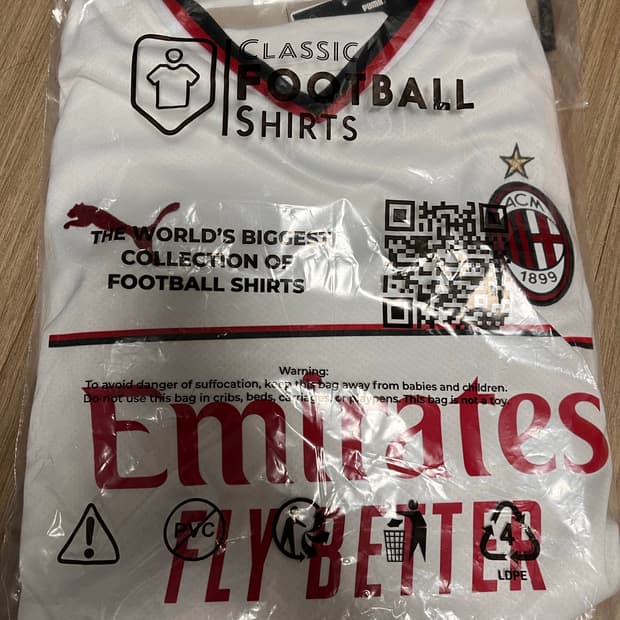 PUMA
CLASSIC
FOOTBALL
SHIRTS
ACM
1899
THE WORLD'S BIGGEST
COLLECTION OF
FOOTBALL SHIRTS
Warning:
To avoid danger of suffocation, keep this bag away from babies and children.
Do not use this bag in cribs, beds, carriages, or playpens. This bag is not a toy.
Emirates
FLY BETTER
PVC
4
LDPE